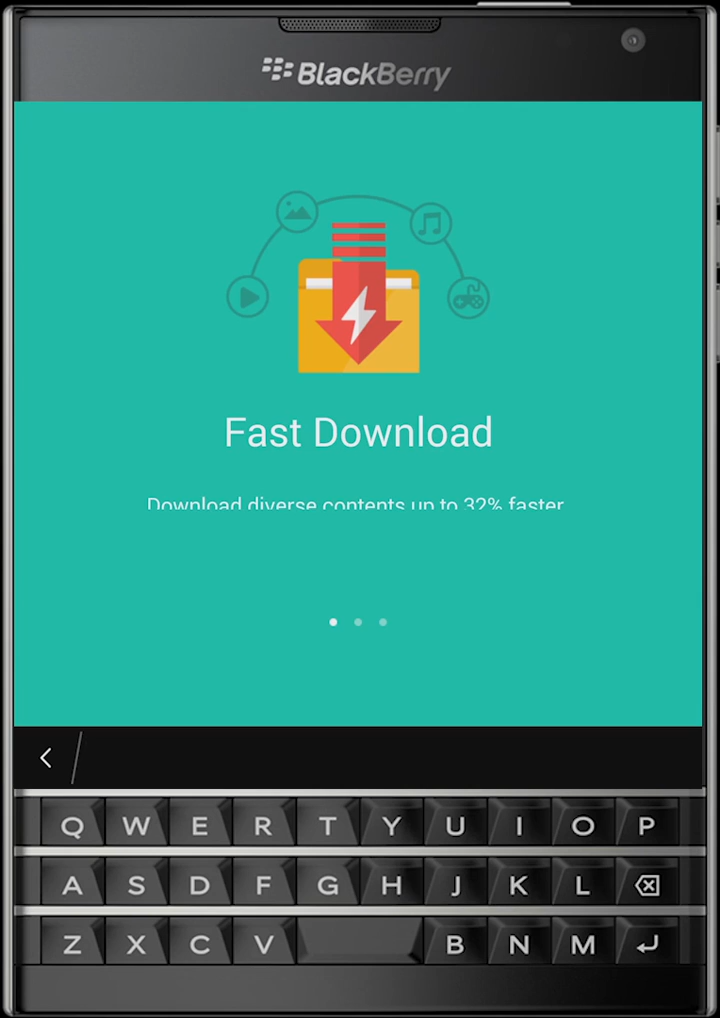 BlackBerry
Fast Download
Download diverse contents up to 32% faster
Q W E R T Y U I O P
A S D F G H J K L
Z X C V B N M